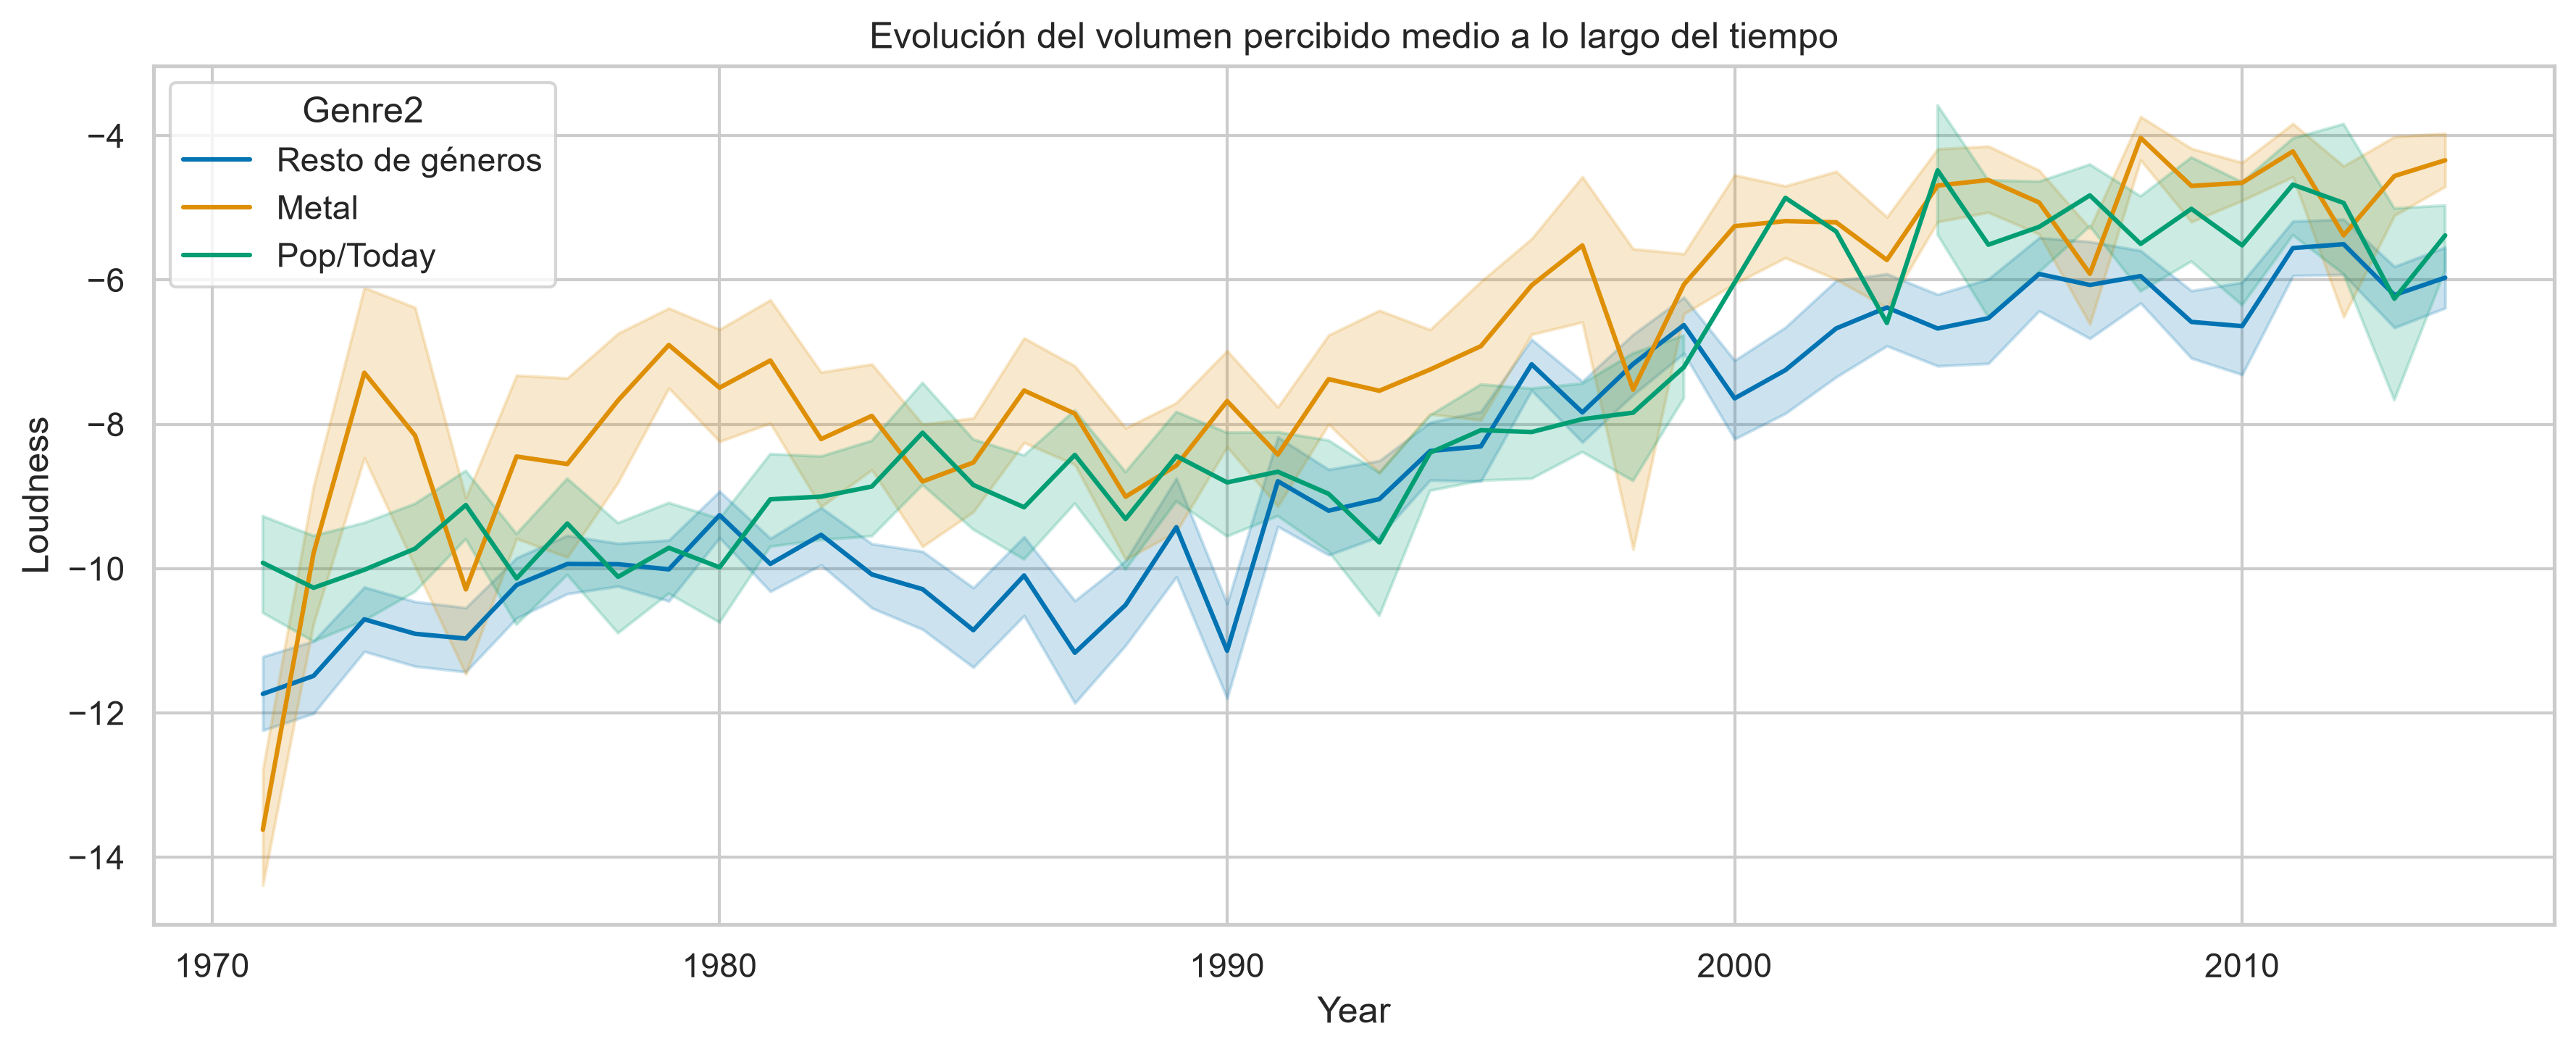 Evolución del volumen percibido medio a lo largo del tiempo
Genre2
Resto de géneros
Metal
Pop/Today
Loudness
−4
−6
−8
−10
−12
−14
1970
1980
1990
2000
2010
Year